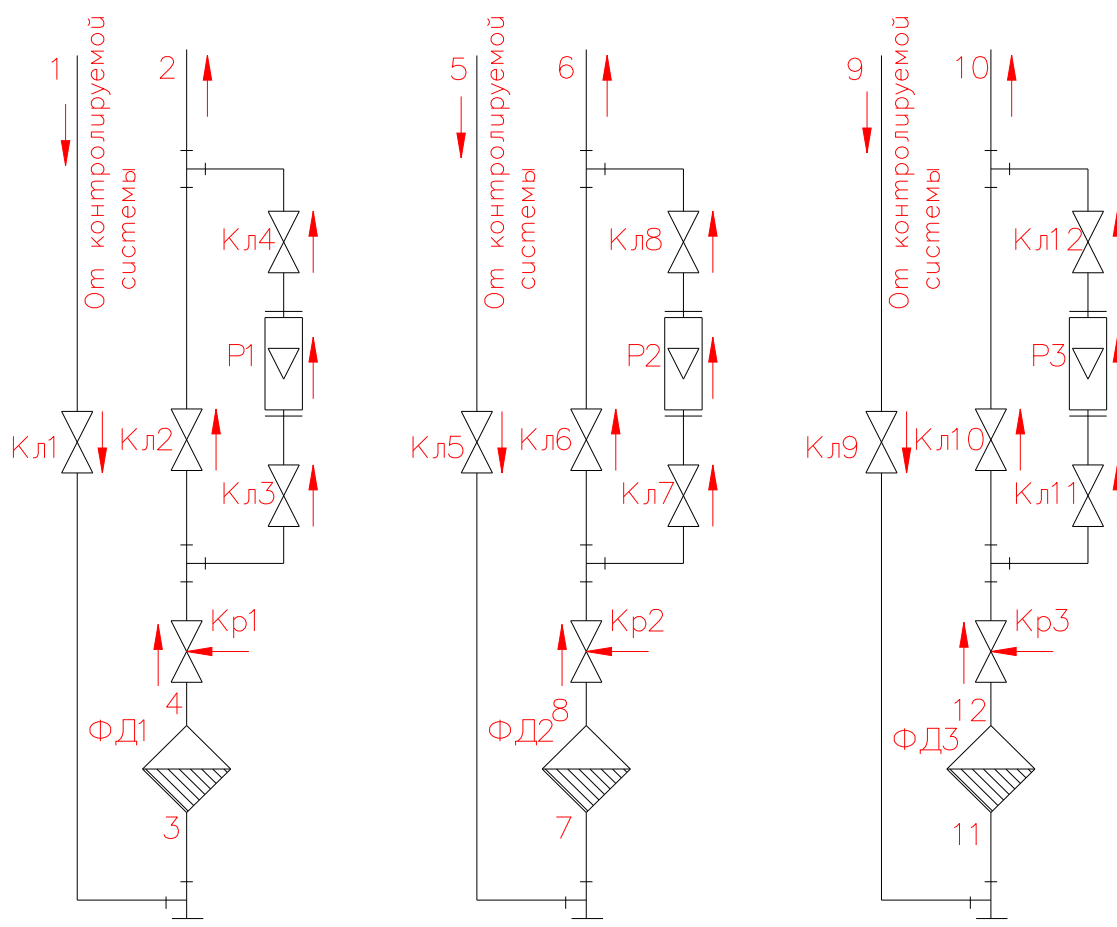 1
2
От контролируемой
системы
Кл4
Р1
Кл1
Кл2
Кл3
Кр1
4
ФД1
3
5
6
От контролируемой
системы
Кл8
Р2
Кл5
Кл6
Кл7
Кр2
8
ФД2
7
9
10
От контролируемой
системы
Кл12
Р3
Кл9
Кл10
Кл11
Кр3
12
ФД3
11